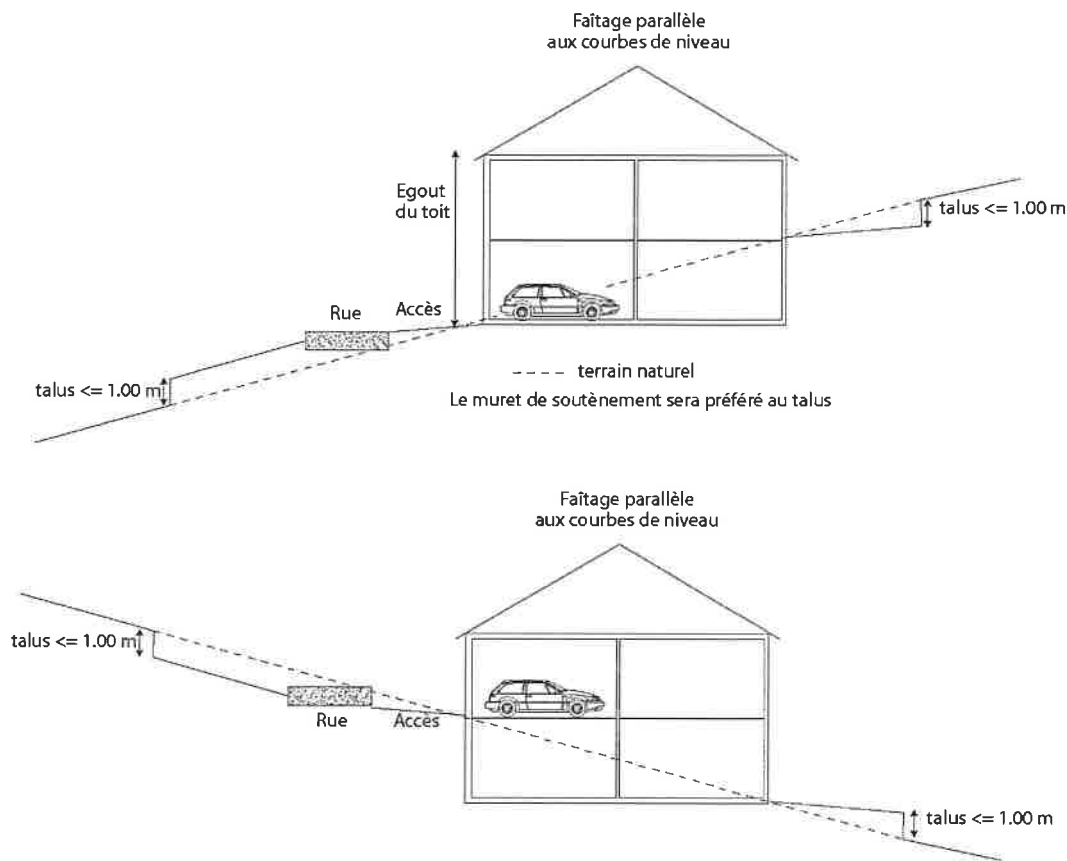 Faîtage parallèle
aux courbes de niveau
Egout
du toit
talus <= 1.00 m
Rue
Accès
talus <= 1.00 m
---- terrain naturel
Le muret de soutènement sera préféré au talus
Faîtage parallèle
aux courbes de niveau
talus <= 1.00 m
Rue
Accès
talus <= 1.00 m